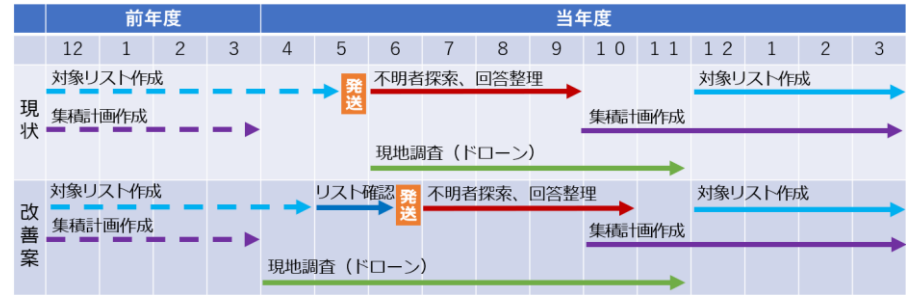 前年度 当年度
12 1 2 3 4 5 6 7 8 9 １０ １１ １２ 1 2 3
現状
対象リスト作成 発送 不明者探索、回答整理 対象リスト作成
集積計画作成 集積計画作成
現地調査（ドローン）
改善案
対象リスト作成 リスト確認 発送 不明者探索、回答整理 対象リスト作成
集積計画作成 集積計画作成
現地調査（ドローン）